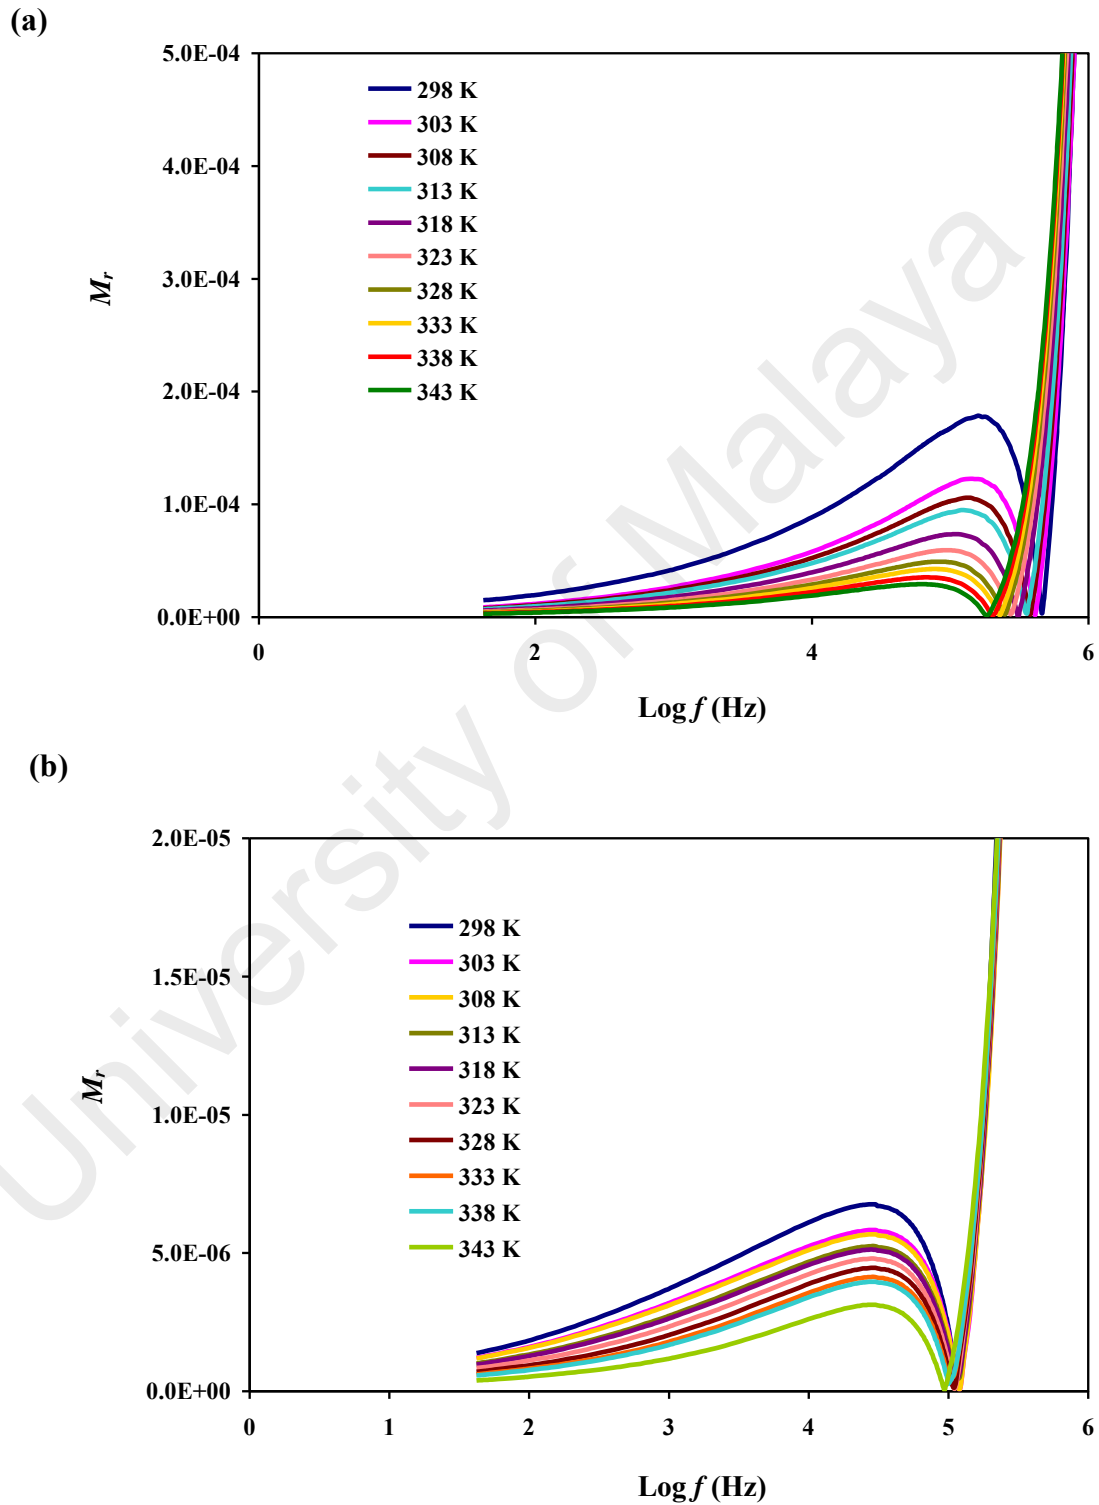 (a)
5.0E-04
4.0E-04
3.0E-04
2.0E-04
1.0E-04
0.0E+00
M_r
298 K
303 K
308 K
313 K
318 K
323 K
328 K
333 K
338 K
343 K
0 2 4 6
Log f (Hz)
(b)
2.0E-05
1.5E-05
1.0E-05
5.0E-06
0.0E+00
M_r
298 K
303 K
308 K
313 K
318 K
323 K
328 K
333 K
338 K
343 K
0 1 2 3 4 5 6
Log f (Hz)
University of Malaya